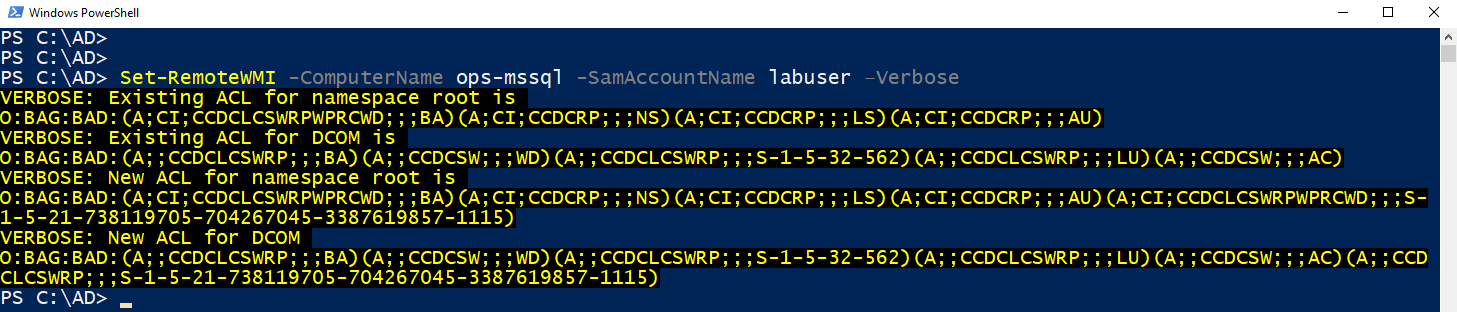 Windows PowerShell
PS C:\AD>
PS C:\AD>
PS C:\AD> Set-RemoteWMI -ComputerName ops-mssql -SamAccountName labuser –Verbose
VERBOSE: Existing ACL for namespace root is
O:BAG:BAD:(A;CI;CCDCLCSWRPWPRCWD;;;BA)(A;CI;CCDCRP;;;NS)(A;CI;CCDCRP;;;LS)(A;CI;CCDCRP;;;AU)
VERBOSE: Existing ACL for DCOM is
O:BAG:BAD:(A;;CCDCLCSWRP;;;BA)(A;;CCDCSW;;;WD)(A;;CCDCLCSWRP;;;S-1-5-32-562)(A;;CCDCLCSWRP;;;LU)(A;;CCDCSW;;;AC)
VERBOSE: New ACL for namespace root is
O:BAG:BAD:(A;CI;CCDCLCSWRPWPRCWD;;;BA)(A;CI;CCDCRP;;;NS)(A;CI;CCDCRP;;;LS)(A;CI;CCDCRP;;;AU)(A;CI;CCDCLCSWRPWPRCWD;;;S-
1-5-21-738119705-704267045-3387619857-1115)
VERBOSE: New ACL for DCOM
O:BAG:BAD:(A;;CCDCLCSWRP;;;BA)(A;;CCDCSW;;;WD)(A;;CCDCLCSWRP;;;S-1-5-32-562)(A;;CCDCLCSWRP;;;LU)(A;;CCDCSW;;;AC)(A;;CCD
CLCSWRP;;;S-1-5-21-738119705-704267045-3387619857-1115)
PS C:\AD>